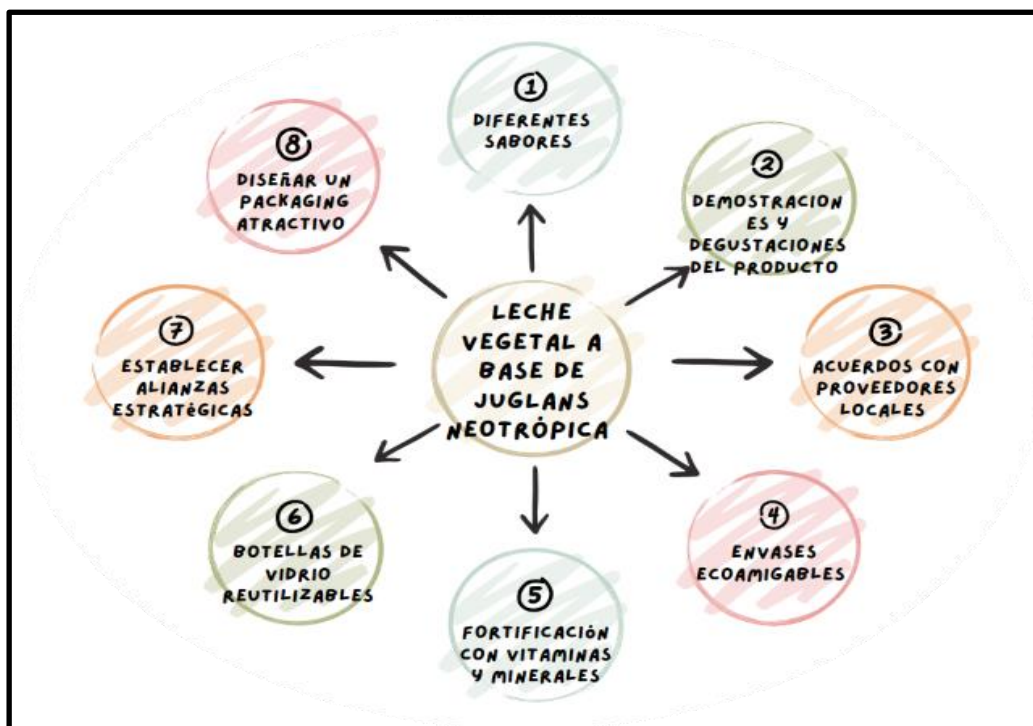 1
DIFERENTES
SABORES
2
DEMOSTRACION
ES Y
DEGUSTACIONES
DEL PRODUCTO
3
ACUERDOS CON
PROVEEDORES
LOCALES
4
ENVASES
ECOAMIGABLES
5
FORTIFICACIÓN
CON VITAMINAS
Y MINERALES
6
BOTELLAS DE
VIDRIO
REUTILIZABLES
7
ESTABLECER
ALIANZAS
ESTRATÉGICAS
8
DISEÑAR UN
PACKAGING
ATRACTIVO
LECHE
VEGETAL A
BASE DE
JUGLANS
NEOTRÓPICA